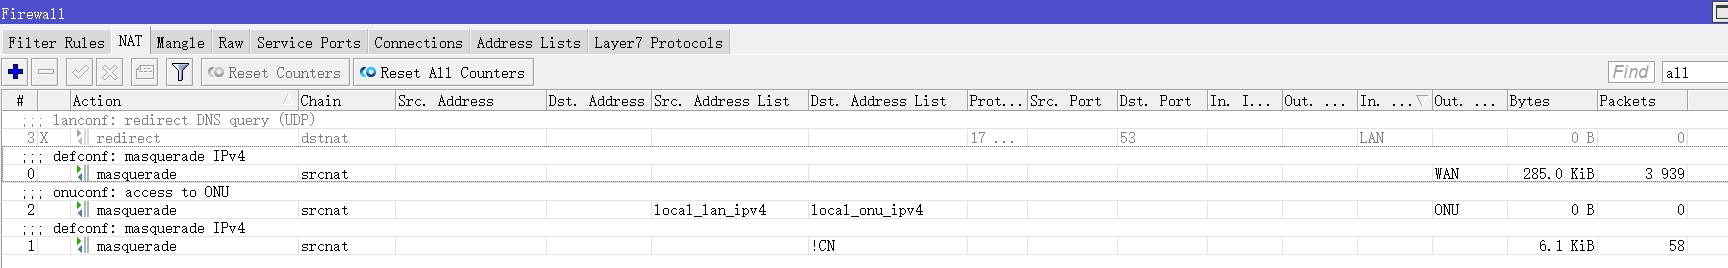 Firewall
Filter Rules NAT Mangle Raw Service Ports Connections Address Lists Layer7 Protocols
Reset Counters Reset All Counters Find all
# Action Chain Src. Address Dst. Address Src. Address List Dst. Address List Prot... Src. Port Dst. Port In. I... Out. ... In. ... Out. ... Bytes Packets
;;; lanconf: redirect DNS query (UDP)
3 X redirect dstnat 17 ... 53 LAN 0 B 0
;;; defconf: masquerade IPv4
0 masquerade srcnat WAN 285.0 KiB 3 939
;;; onuconf: access to ONU
2 masquerade srcnat local_lan_ipv4 local_onu_ipv4 ONU 0 B 0
;;; defconf: masquerade IPv4
1 masquerade srcnat !CN 6.1 KiB 58